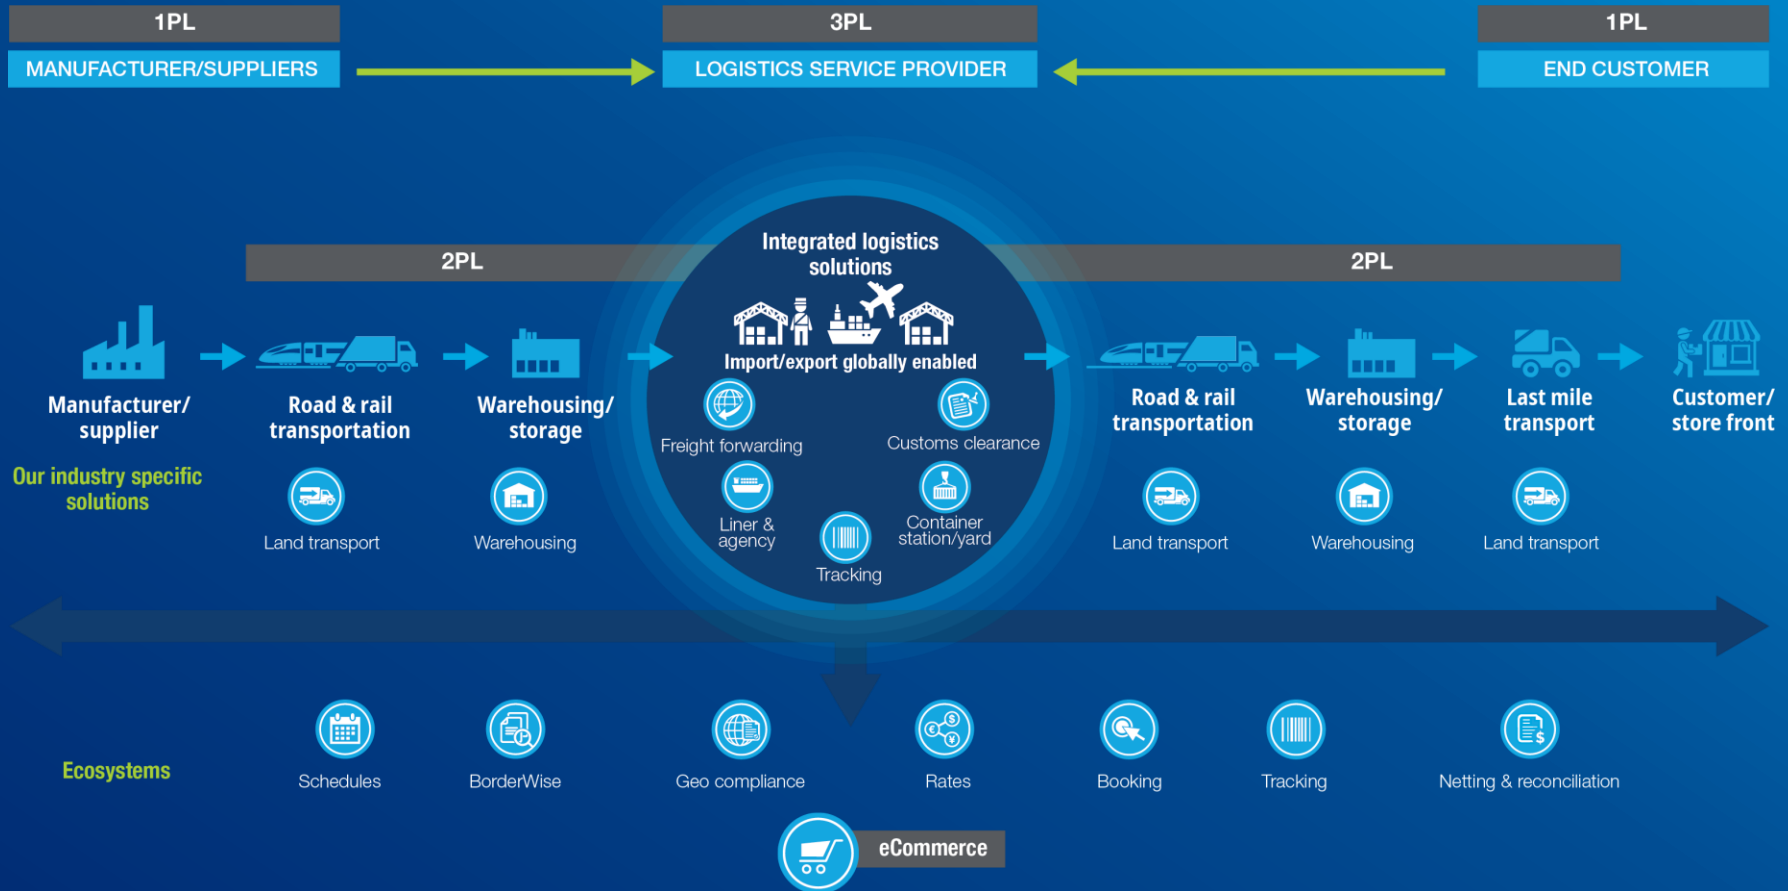 1PL
3PL
1PL
MANUFACTURER/SUPPLIERS
LOGISTICS SERVICE PROVIDER
END CUSTOMER
2PL
Integrated logistics
solutions
2PL
Import/export globally enabled
Manufacturer/
supplier
Road & rail
transportation
Warehousing/
storage
Road & rail
transportation
Warehousing/
storage
Last mile
transport
Customer/
store front
Freight forwarding
Customs clearance
Our industry specific
solutions
Land transport
Warehousing
Liner &
agency
Container
station/yard
Tracking
Land transport
Warehousing
Land transport
Ecosystems
Schedules
BorderWise
Geo compliance
Rates
Booking
Tracking
Netting & reconciliation
eCommerce